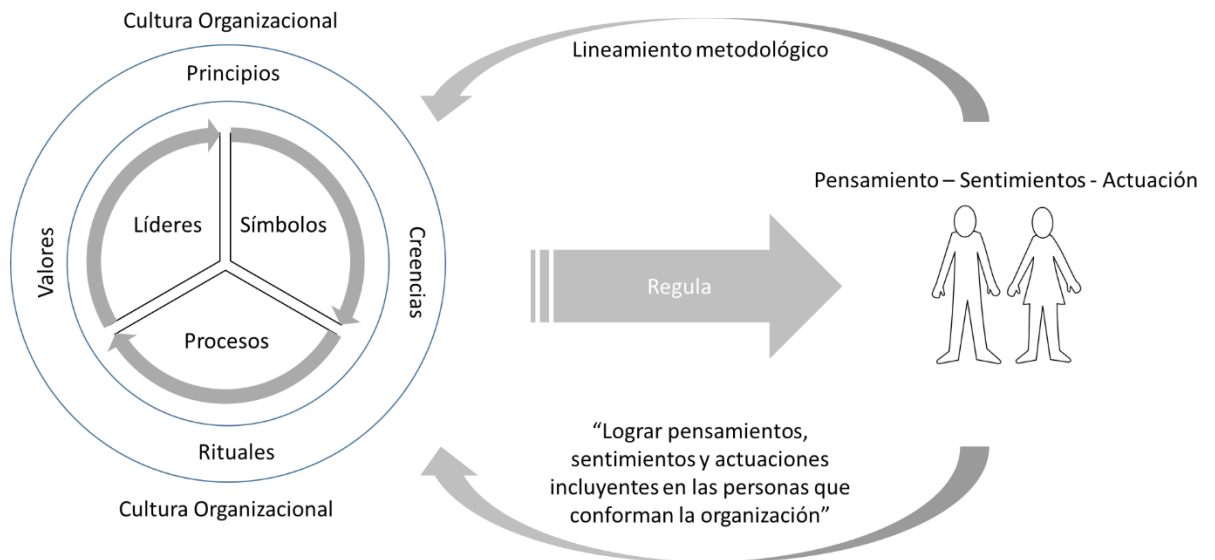 Cultura Organizacional
Principios
Valores
Creencias
Líderes
Símbolos
Procesos
Rituales
Cultura Organizacional
Lineamiento metodológico
Regula
Pensamiento – Sentimientos - Actuación
“Lograr pensamientos,
sentimientos y actuaciones
incluyentes en las personas que
conforman la organización”